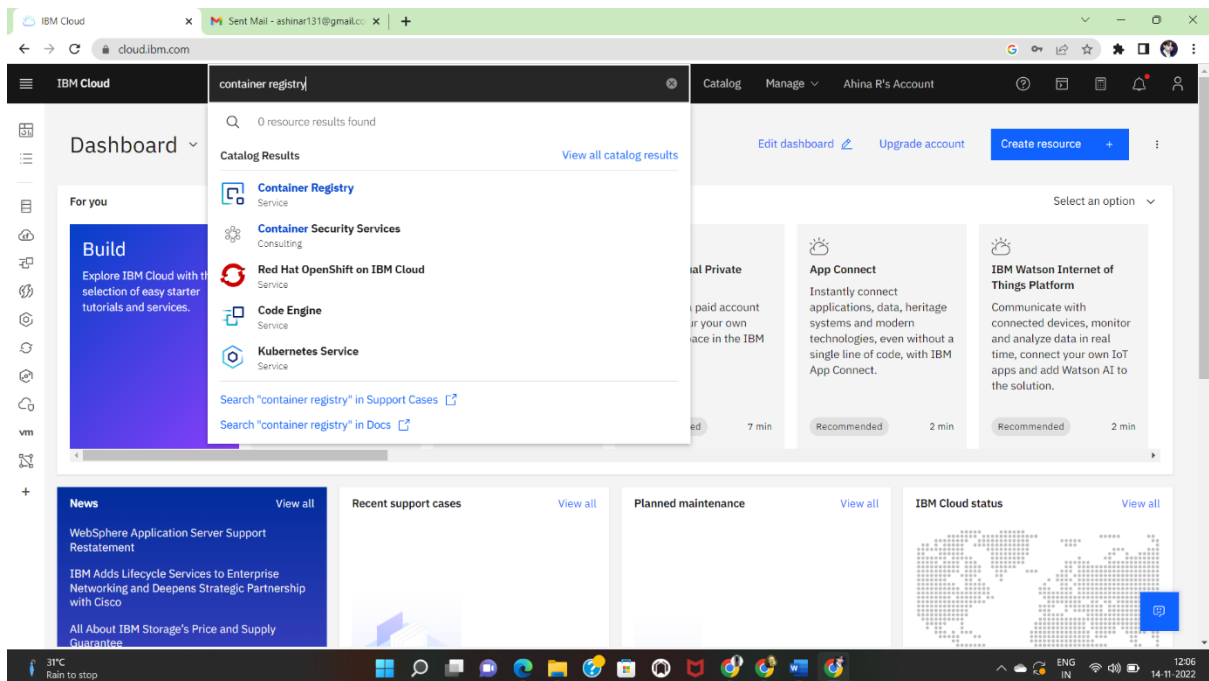 IBM Cloud
Sent Mail - ashinar131@gmail.co
cloud.ibm.com
IBM Cloud
container registry
Catalog
Manage
Ahina R's Account
Dashboard
Edit dashboard
Upgrade account
Create resource +
0 resource results found
Catalog Results
View all catalog results
Container Registry
Service
Container Security Services
Consulting
Red Hat OpenShift on IBM Cloud
Service
Code Engine
Service
Kubernetes Service
Service
Search "container registry" in Support Cases
Search "container registry" in Docs
For you
Select an option
Build
Explore IBM Cloud with th
selection of easy starter
tutorials and services.
ual Private
paid account
ur your own
pace in the IBM
ed
7 min
App Connect
Instantly connect
applications, data, heritage
systems and modern
technologies, even without a
single line of code, with IBM
App Connect.
Recommended
2 min
IBM Watson Internet of
Things Platform
Communicate with
connected devices, monitor
and analyze data in real
time, connect your own IoT
apps and add Watson AI to
the solution.
Recommended
2 min
vm
News
View all
WebSphere Application Server Support
Restatement
IBM Adds Lifecycle Services to Enterprise
Networking and Deepens Strategic Partnership
with Cisco
All About IBM Storage's Price and Supply
Guarantee
Recent support cases
View all
Planned maintenance
View all
IBM Cloud status
View all
31°C
Rain to stop
ENG
IN
12:06
14-11-2022